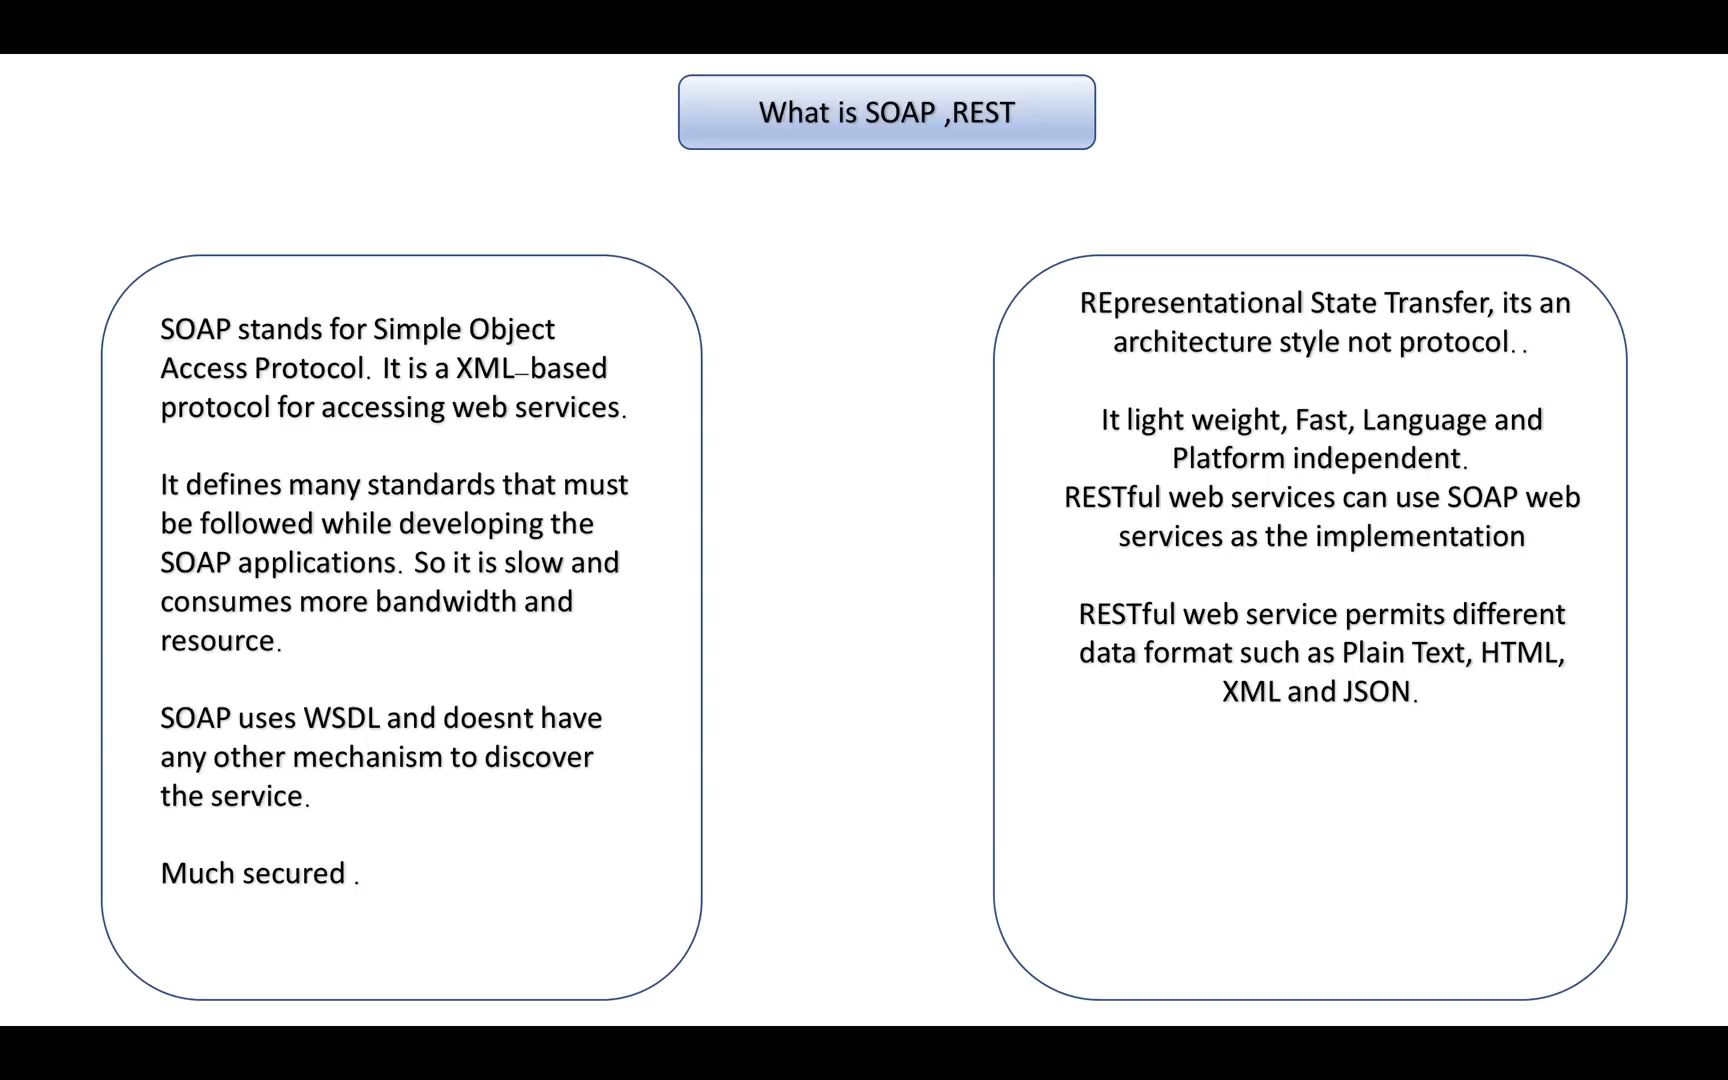 What is SOAP ,REST
SOAP stands for Simple Object
Access Protocol. It is a XML–based
protocol for accessing web services.
It defines many standards that must
be followed while developing the
SOAP applications. So it is slow and
consumes more bandwidth and
resource.
SOAP uses WSDL and doesnt have
any other mechanism to discover
the service.
Much secured .
REpresentational State Transfer, its an
architecture style not protocol. .
It light weight, Fast, Language and
Platform independent.
RESTful web services can use SOAP web
services as the implementation
RESTful web service permits different
data format such as Plain Text, HTML,
XML and JSON.